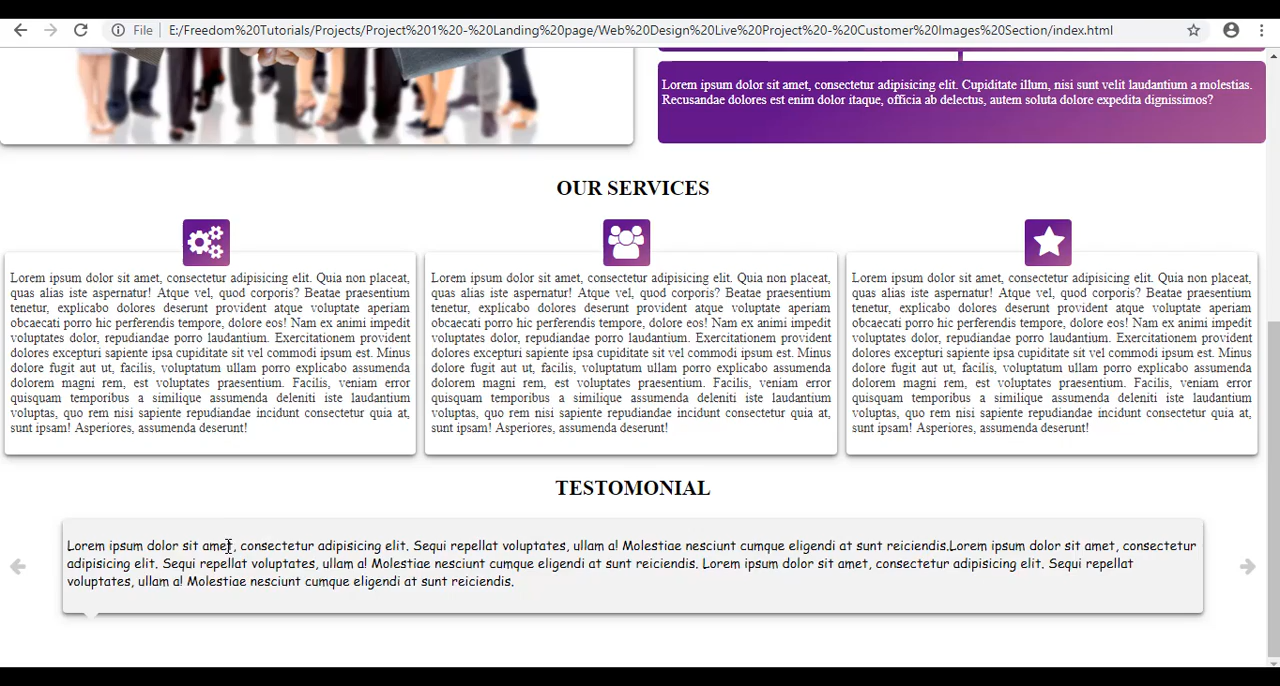 File
E:/Freedom%20Tutorials/Projects/Project%201%20-%20Landing%20page/Web%20Design%20Live%20Project%20-%20Customer%20Images%20Section/index.html
Lorem ipsum dolor sit amet, consectetur adipisicing elit. Cupiditate illum, nisi sunt velit laudantium a molestias.
Recusandae dolores est enim dolor itaque, officia ab delectus, autem soluta dolore expedita dignissimos?
OUR SERVICES
Lorem ipsum dolor sit amet, consectetur adipisicing elit. Quia non placeat,
quas alias iste aspernatur! Atque vel, quod corporis? Beatae praesentium
tenetur, explicabo dolores deserunt provident atque voluptate aperiam
obcaecati porro hic perferendis tempore, dolore eos! Nam ex animi impedit
voluptates dolor, repudiandae porro laudantium. Exercitationem provident
dolores excepturi sapiente ipsa cupiditate sit vel commodi ipsum est. Minus
dolore fugit aut ut, facilis, voluptatum ullam porro explicabo assumenda
dolorem magni rem, est voluptates praesentium. Facilis, veniam error
quisquam temporibus a similique assumenda deleniti iste laudantium
voluptas, quo rem nisi sapiente repudiandae incidunt consectetur quia at,
sunt ipsam! Asperiores, assumenda deserunt!
Lorem ipsum dolor sit amet, consectetur adipisicing elit. Quia non placeat,
quas alias iste aspernatur! Atque vel, quod corporis? Beatae praesentium
tenetur, explicabo dolores deserunt provident atque voluptate aperiam
obcaecati porro hic perferendis tempore, dolore eos! Nam ex animi impedit
voluptates dolor, repudiandae porro laudantium. Exercitationem provident
dolores excepturi sapiente ipsa cupiditate sit vel commodi ipsum est. Minus
dolore fugit aut ut, facilis, voluptatum ullam porro explicabo assumenda
dolorem magni rem, est voluptates praesentium. Facilis, veniam error
quisquam temporibus a similique assumenda deleniti iste laudantium
voluptas, quo rem nisi sapiente repudiandae incidunt consectetur quia at,
sunt ipsam! Asperiores, assumenda deserunt!
Lorem ipsum dolor sit amet, consectetur adipisicing elit. Quia non placeat,
quas alias iste aspernatur! Atque vel, quod corporis? Beatae praesentium
tenetur, explicabo dolores deserunt provident atque voluptate aperiam
obcaecati porro hic perferendis tempore, dolore eos! Nam ex animi impedit
voluptates dolor, repudiandae porro laudantium. Exercitationem provident
dolores excepturi sapiente ipsa cupiditate sit vel commodi ipsum est. Minus
dolore fugit aut ut, facilis, voluptatum ullam porro explicabo assumenda
dolorem magni rem, est voluptates praesentium. Facilis, veniam error
quisquam temporibus a similique assumenda deleniti iste laudantium
voluptas, quo rem nisi sapiente repudiandae incidunt consectetur quia at,
sunt ipsam! Asperiores, assumenda deserunt!
TESTOMONIAL
Lorem ipsum dolor sit amet, consectetur adipisicing elit. Sequi repellat voluptates, ullam a! Molestiae nesciunt cumque eligendi at sunt reiciendis.Lorem ipsum dolor sit amet, consectetur
adipisicing elit. Sequi repellat voluptates, ullam a! Molestiae nesciunt cumque eligendi at sunt reiciendis. Lorem ipsum dolor sit amet, consectetur adipisicing elit. Sequi repellat
voluptates, ullam a! Molestiae nesciunt cumque eligendi at sunt reiciendis.